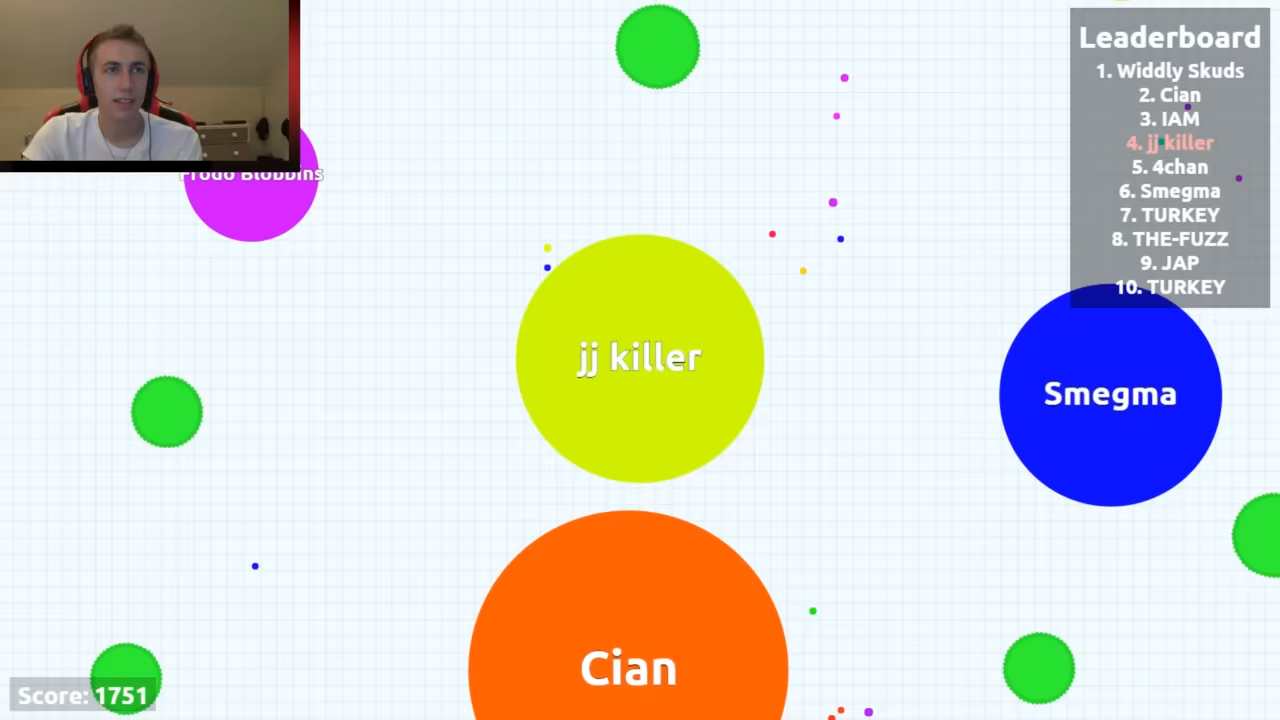 Leaderboard
1. Widdly Skuds
2. Cian
3. IAM
4. jj killer
5. 4chan
6. Smegma
7. TURKEY
8. THE-FUZZ
9. JAP
10. TURKEY
Frodo Blobbins
jj killer
Smegma
Cian
Score: 1751